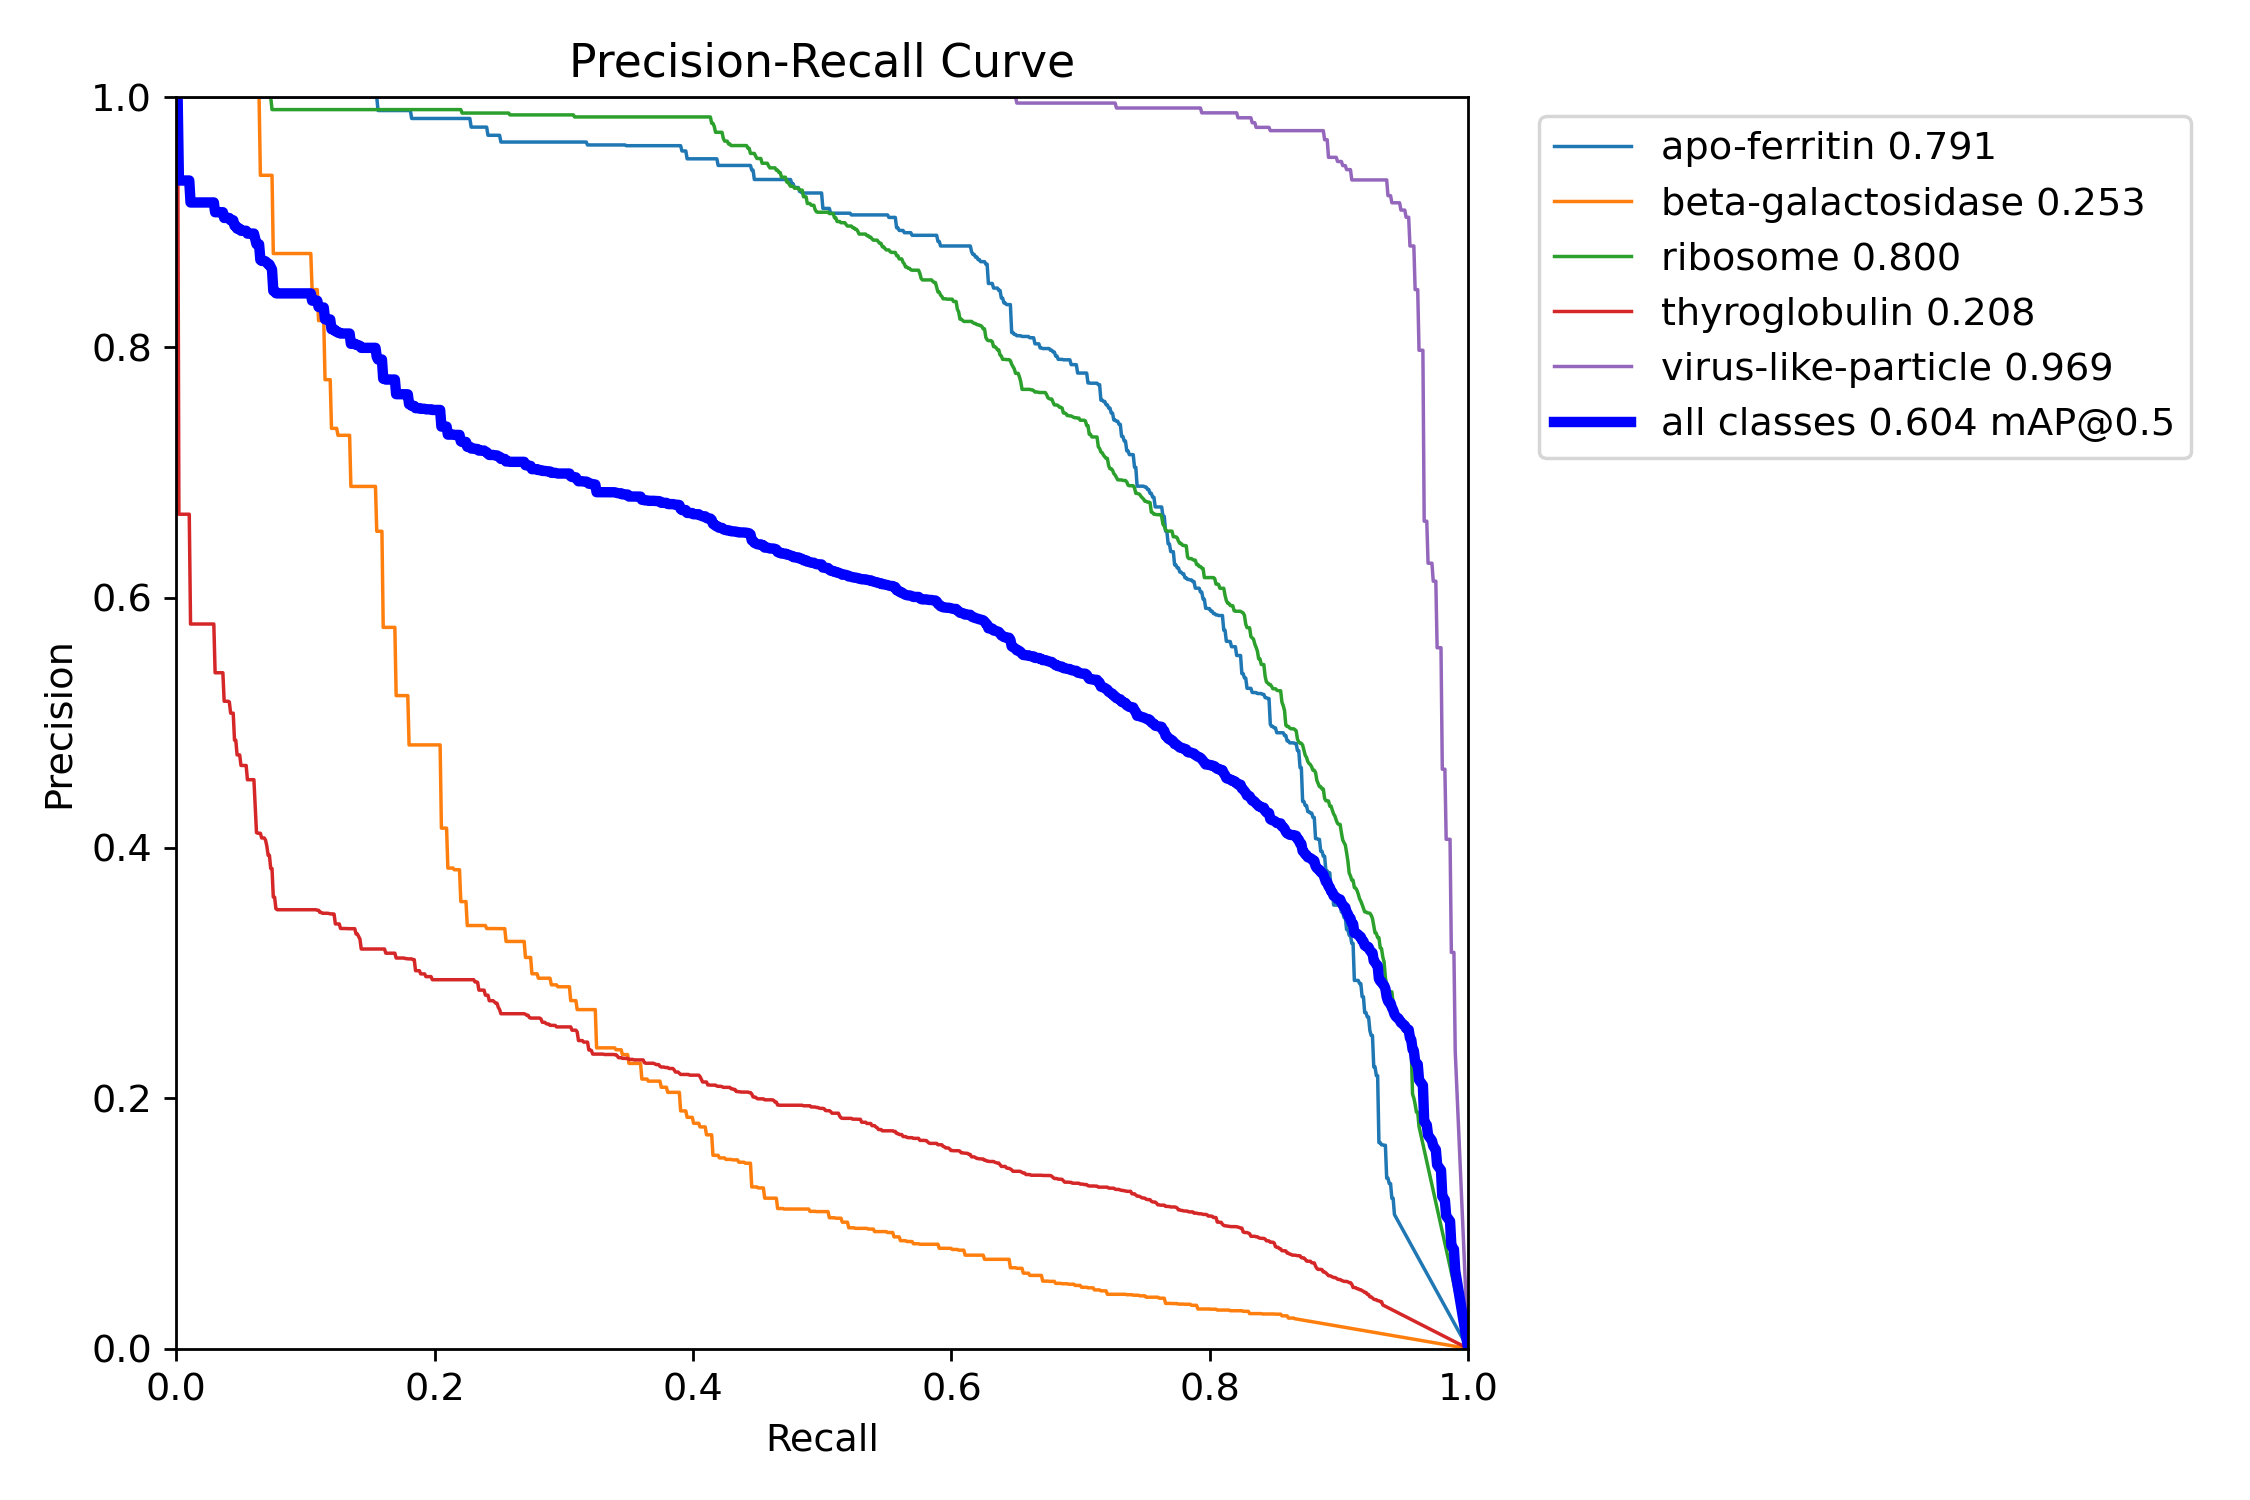 Precision-Recall Curve
1.0
0.8
0.6
0.4
0.2
0.0
Precision
0.0 0.2 0.4 0.6 0.8 1.0
Recall
apo-ferritin 0.791
beta-galactosidase 0.253
ribosome 0.800
thyroglobulin 0.208
virus-like-particle 0.969
all classes 0.604 mAP@0.5